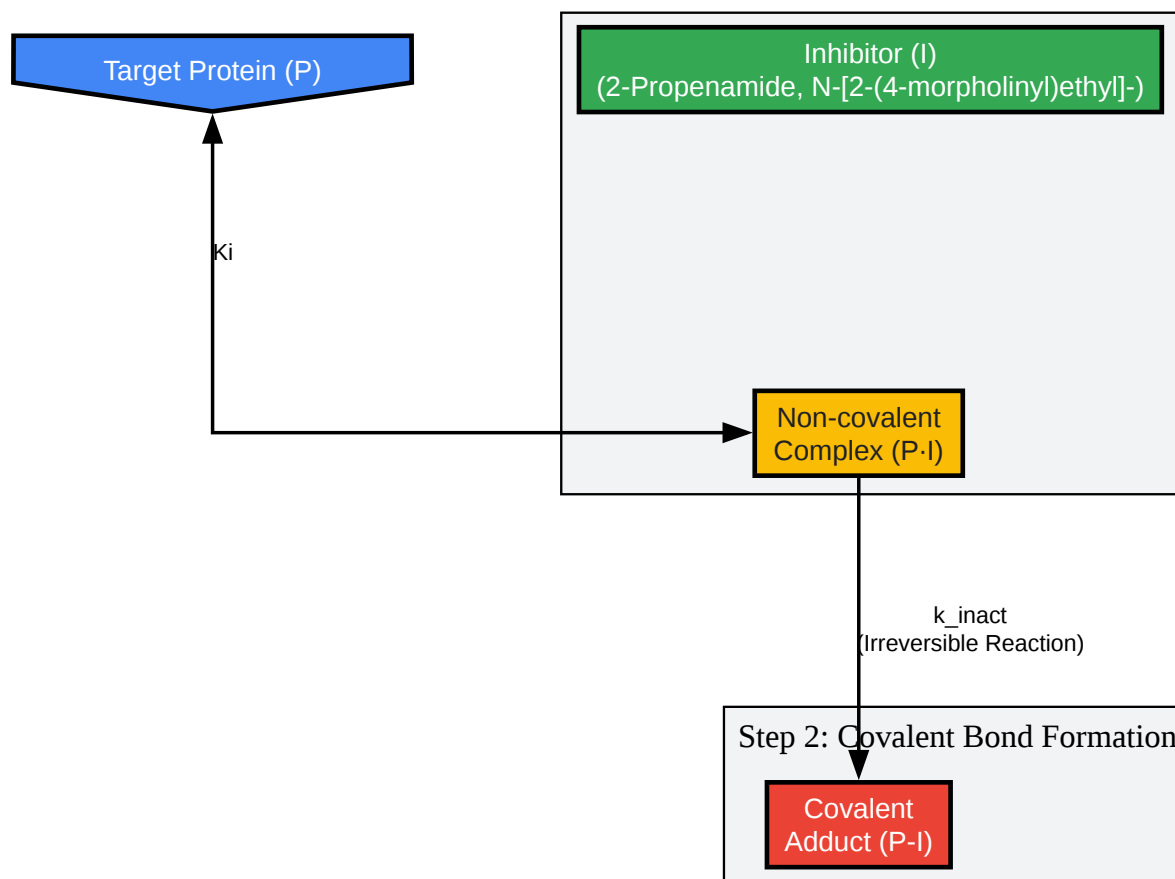 Target Protein (P)
Inhibitor (I)
(2-Propenamide, N-[2-(4-morpholinyl)ethyl]-)
Ki
Non-covalent
Complex (P·I)
k_inact
(Irreversible Reaction)
Step 2: Covalent Bond Formation
Covalent
Adduct (P-I)